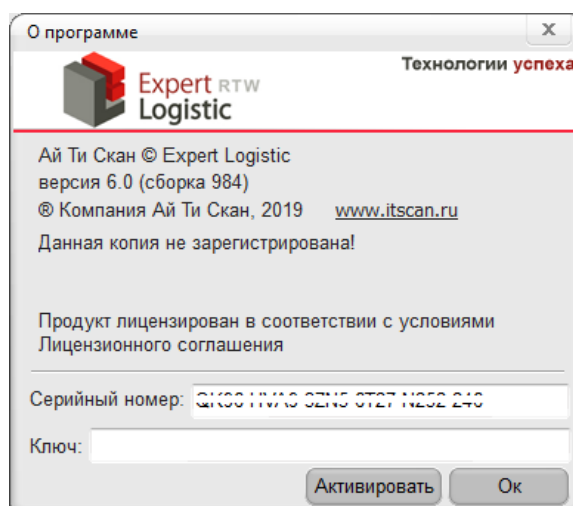 О программе
Технологии успеха
Expert RTW
Logistic
Ай Ти Скан © Expert Logistic
версия 6.0 (сборка 984)
® Компания Ай Ти Скан, 2019 www.itscan.ru
Данная копия не зарегистрирована!
Продукт лицензирован в соответствии с условиями
Лицензионного соглашения
Серийный номер:
Ключ:
Активировать Ок